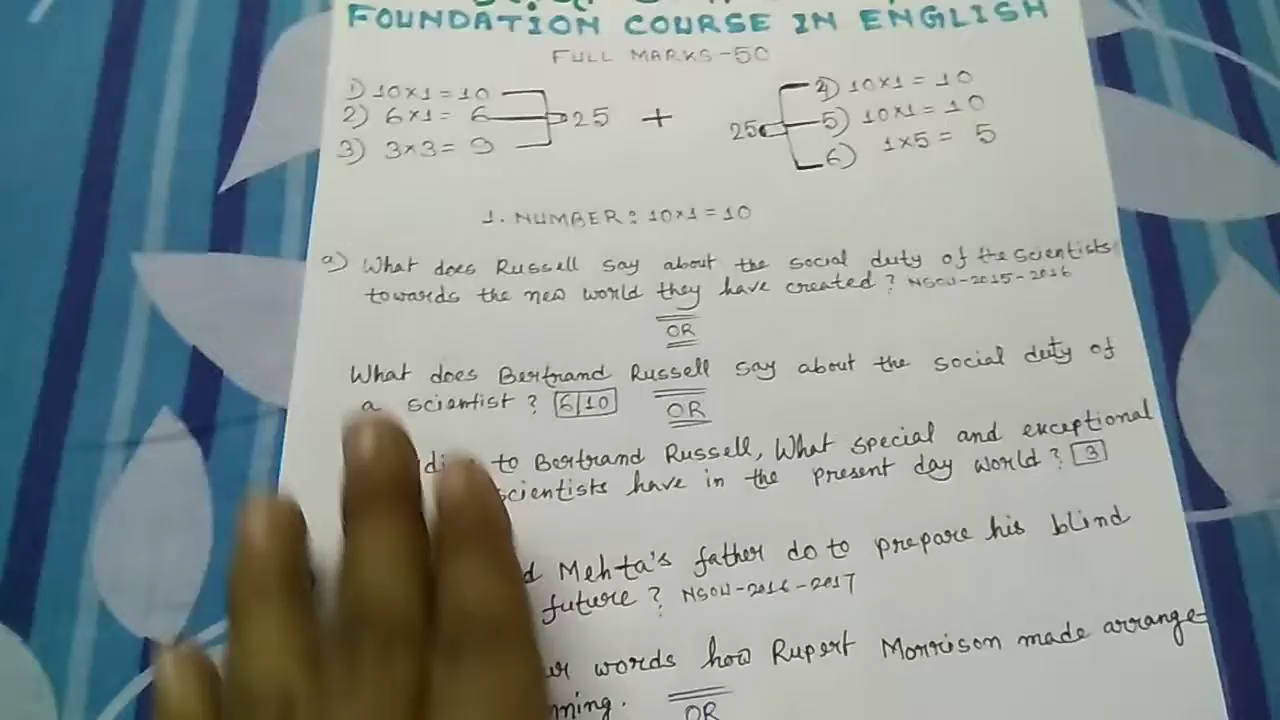 FOUNDATION COURSE IN ENGLISH
FULL MARKS-50
1) 10×1=10
2) 6×1= 6
3) 3×3= 9
25 +
25
4) 10×1=10
5) 10×1=10
6) 1×5= 5
1. NUMBER: 10×1=10
a) What does Russell say about the social duty of the scientists
towards the new world they have created? NSOU-2015-2016
OR
What does Bertrand Russell say about the social duty of
a scientist? 6/10
OR
to Bertrand Russell, What special and exceptional
scientists have in the present day world? 3
Mehta's father do to prepare his blind
future? NSOU-2016-2017
words how Rupert Morrison made arrange-
OR